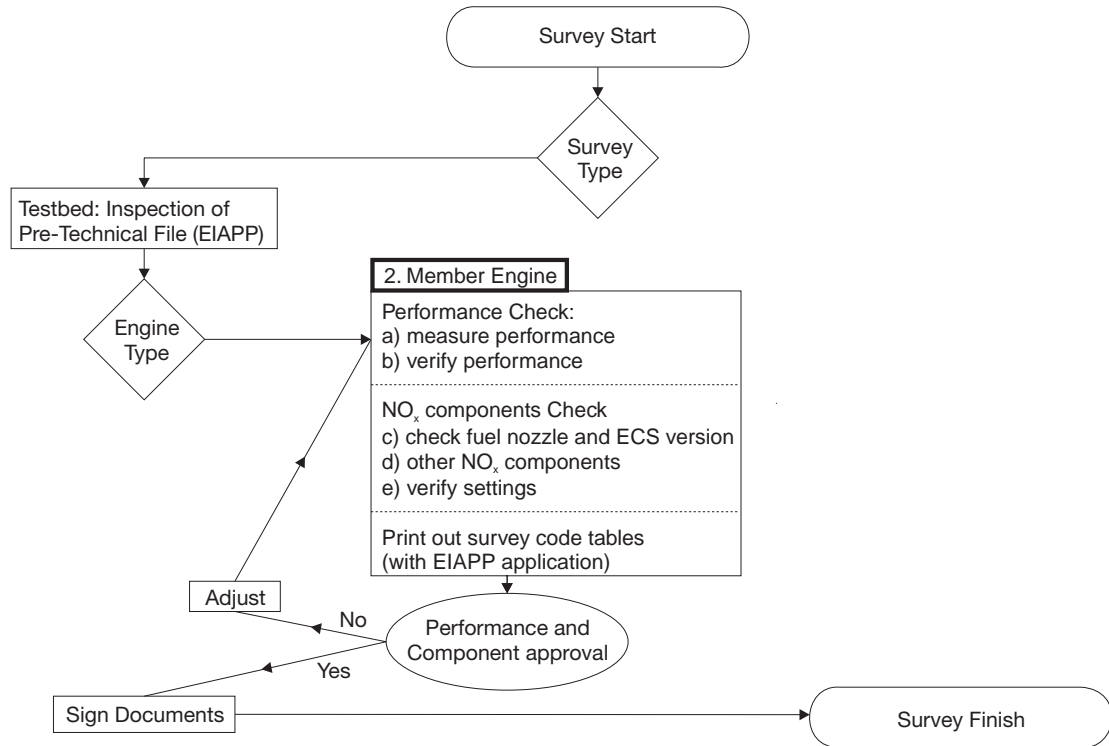 Survey Start
Survey
Type
Testbed: Inspection of
Pre-Technical File (EIAPP)
Engine
Type
2. Member Engine
Performance Check:
a) measure performance
b) verify performance
NOx components Check
c) check fuel nozzle and ECS version
d) other NOx components
e) verify settings
Print out survey code tables
(with EIAPP application)
Adjust
No
Performance and
Component approval
Yes
Sign Documents
Survey Finish